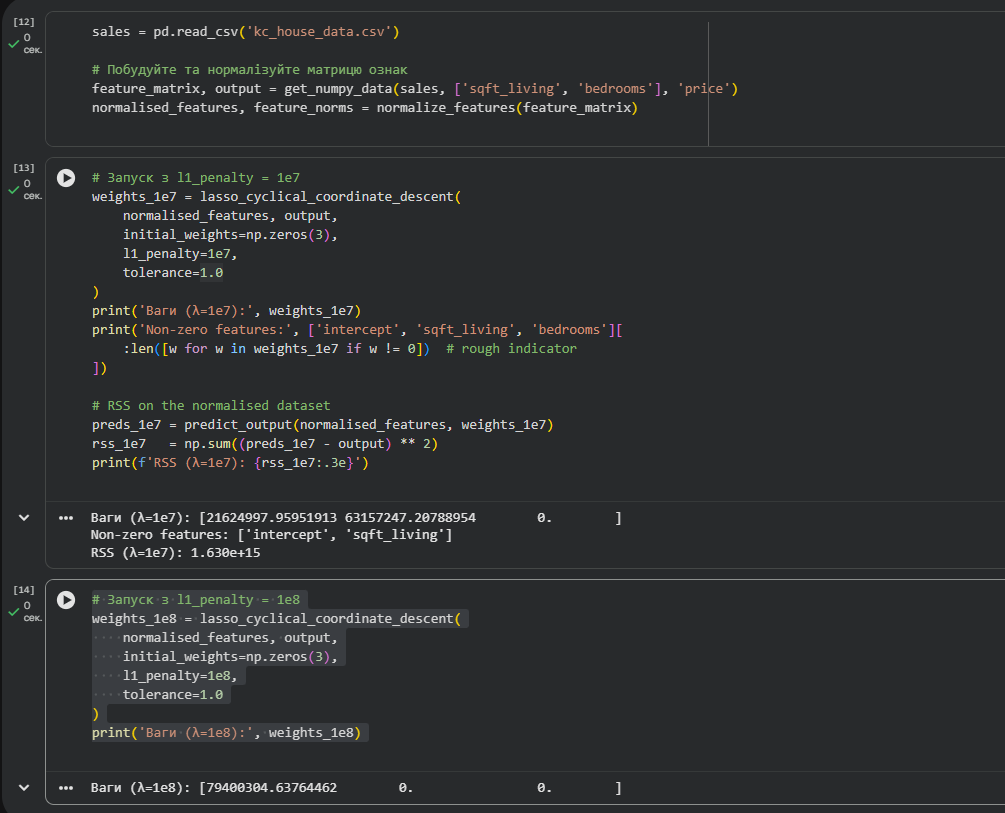 [12]
0
сек.
sales = pd.read_csv('kc_house_data.csv')
# Побудуйте та нормалізуйте матрицю ознак
feature_matrix, output = get_numpy_data(sales, ['sqft_living', 'bedrooms'], 'price')
normalised_features, feature_norms = normalize_features(feature_matrix)
[13]
0
сек.
# Запуск з l1_penalty = 1e7
weights_1e7 = lasso_cyclical_coordinate_descent(
    normalised_features, output,
    initial_weights=np.zeros(3),
    l1_penalty=1e7,
    tolerance=1.0
)
print('Ваги (λ=1e7):', weights_1e7)
print('Non-zero features:', ['intercept', 'sqft_living', 'bedrooms'][
    :len([w for w in weights_1e7 if w != 0])  # rough indicator
])
# RSS on the normalised dataset
preds_1e7 = predict_output(normalised_features, weights_1e7)
rss_1e7   = np.sum((preds_1e7 - output) ** 2)
print(f'RSS (λ=1e7): {rss_1e7:.3e}')
Ваги (λ=1e7): [21624997.95951913 63157247.20788954        0.        ]
Non-zero features: ['intercept', 'sqft_living']
RSS (λ=1e7): 1.630e+15
[14]
0
сек.
# Запуск з l1_penalty = 1e8
weights_1e8 = lasso_cyclical_coordinate_descent(
    normalised_features, output,
    initial_weights=np.zeros(3),
    l1_penalty=1e8,
    tolerance=1.0
)
print('Ваги (λ=1e8):', weights_1e8)
Ваги (λ=1e8): [79400304.63764462        0.                0.        ]